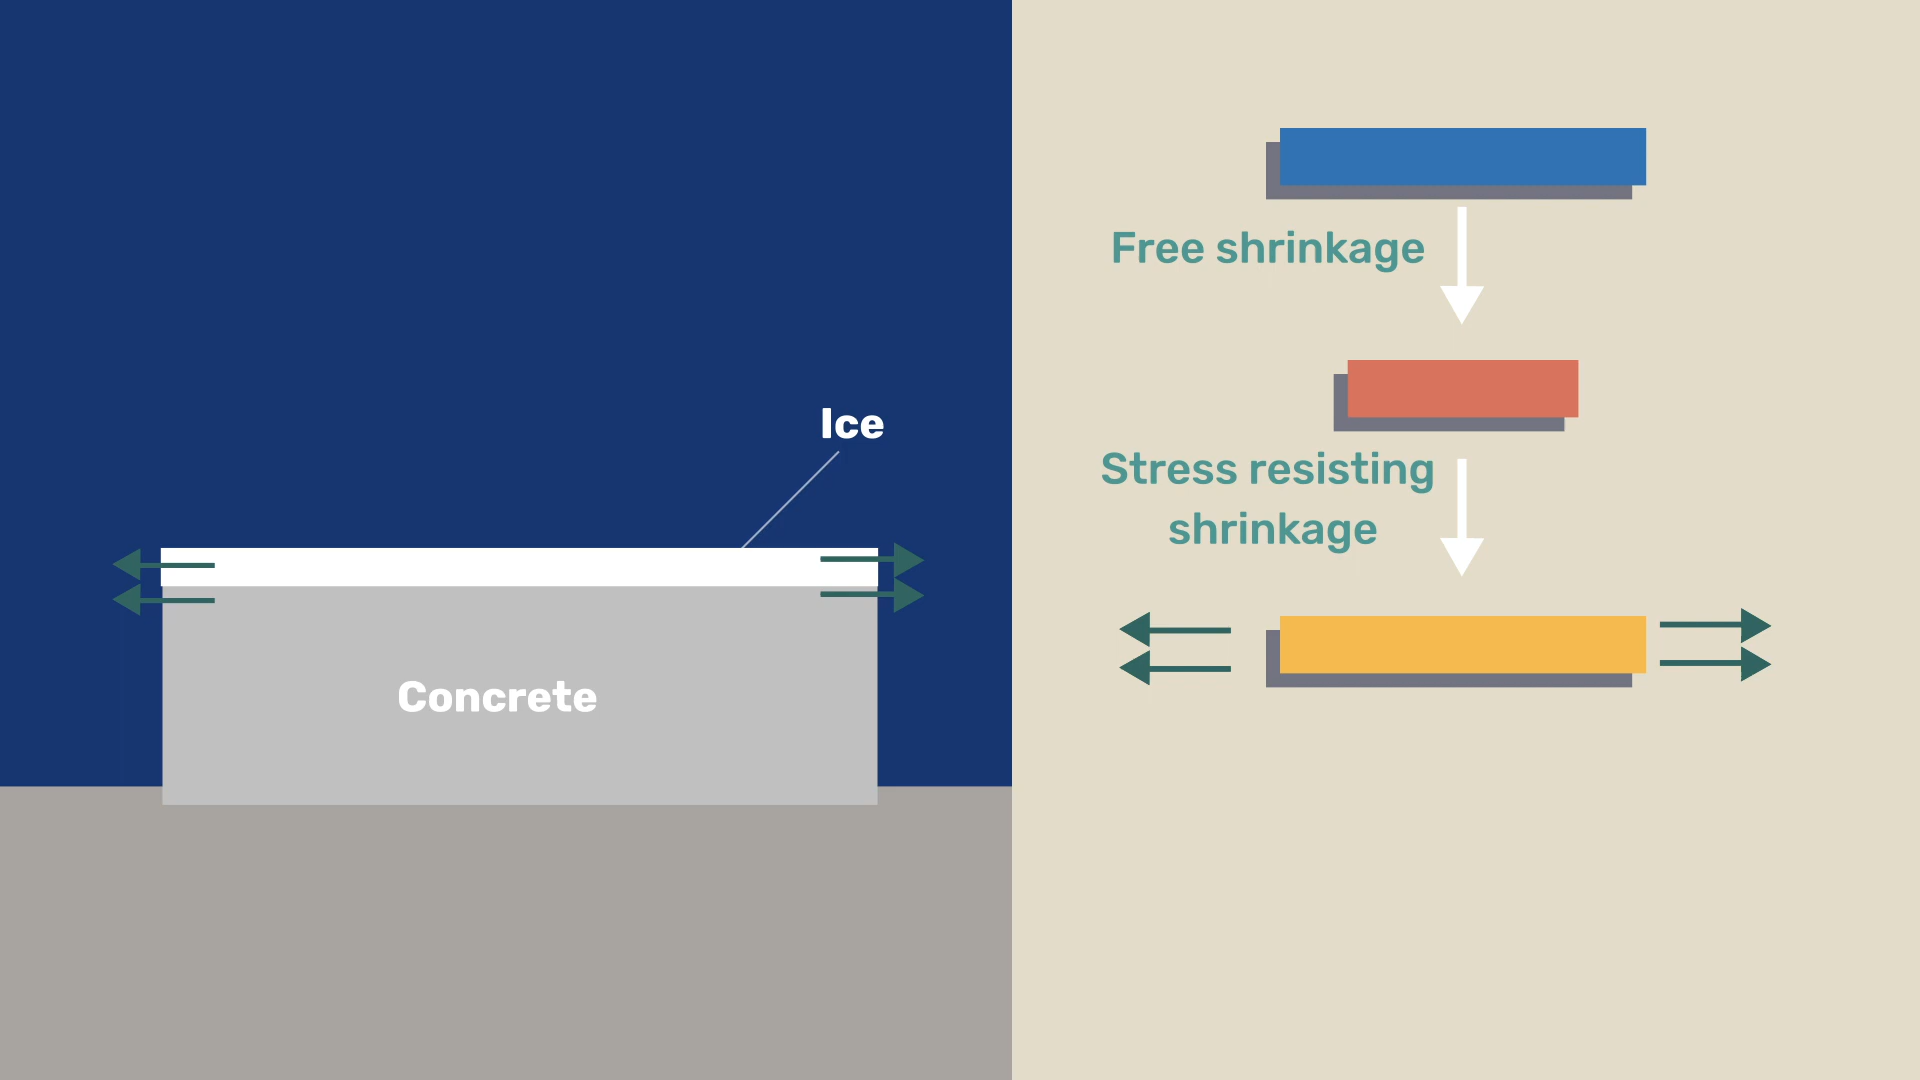 Ice
Concrete
Free shrinkage
Stress resisting
shrinkage